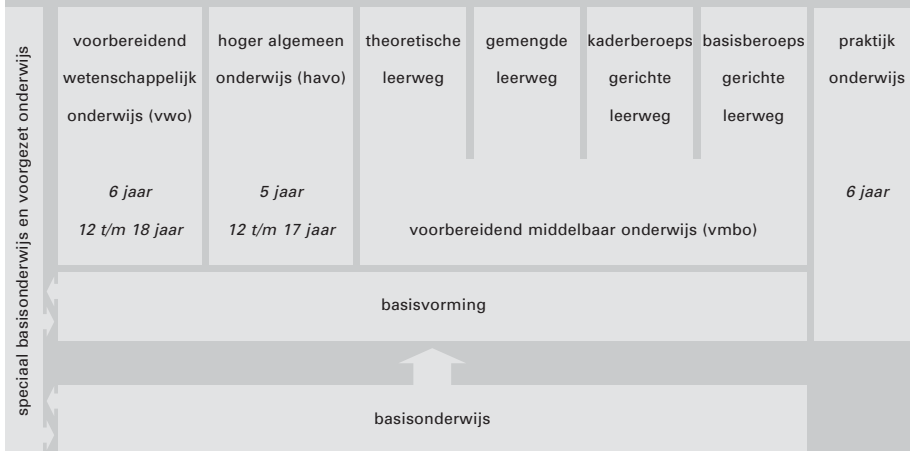 speciaal basisonderwijs en voorgezet onderwijs
voorbereidend
wetenschappelijk
onderwijs (vwo)
6 jaar
12 t/m 18 jaar
hoger algemeen
onderwijs (havo)
5 jaar
12 t/m 17 jaar
theoretische
leerweg
gemengde
leerweg
kaderberoeps
gerichte
leerweg
basisberoeps
gerichte
leerweg
voorbereidend middelbaar onderwijs (vmbo)
praktijk
onderwijs
6 jaar
basisvorming
basisonderwijs